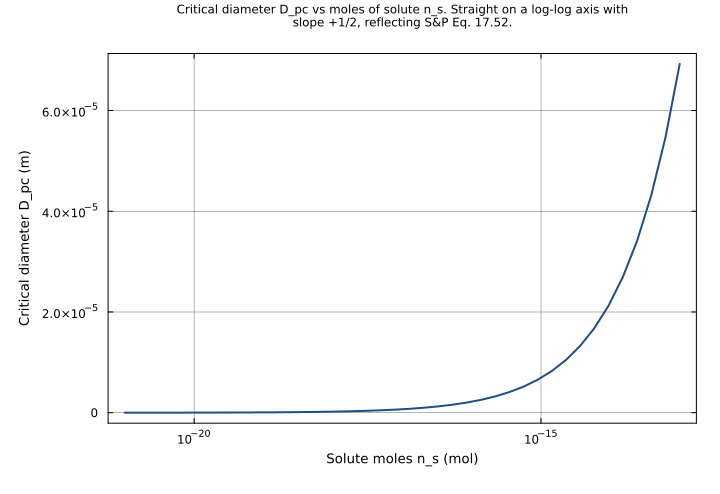 Critical diameter D_pc vs moles of solute n_s. Straight on a log-log axis with
slope +1/2, reflecting S&P Eq. 17.52.
Critical diameter D_pc (m)
6.0×10⁻⁵
4.0×10⁻⁵
2.0×10⁻⁵
0
10⁻²⁰
10⁻¹⁵
Solute moles n_s (mol)